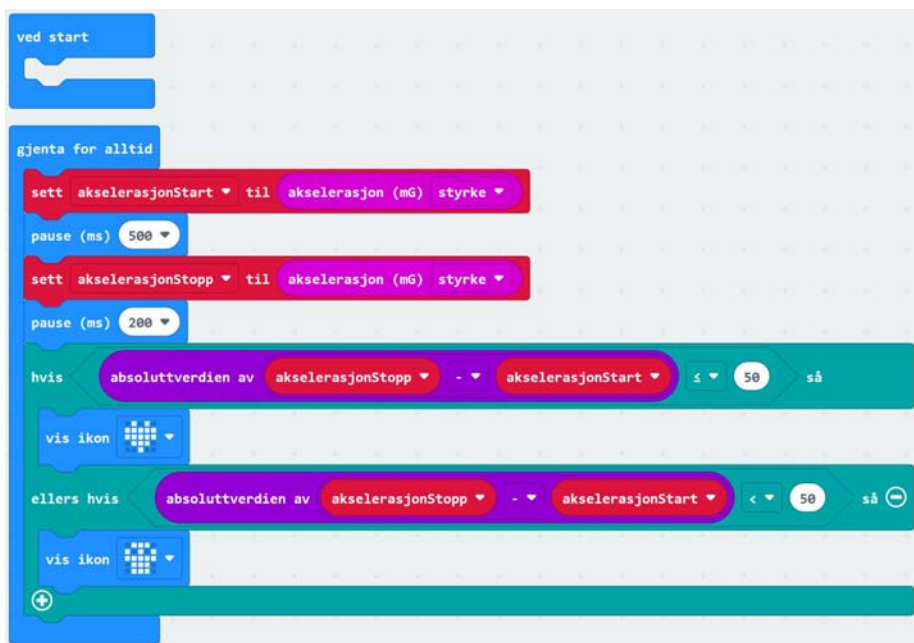 ved start
gjenta for alltid
sett akselerasjonStart til akselerasjon (mG) styrke
pause (ms) 500
sett akselerasjonStopp til akselerasjon (mG) styrke
pause (ms) 200
hvis absoluttverdien av akselerasjonStopp - akselerasjonStart ≤ 50 så
vis ikon
ellers hvis absoluttverdien av akselerasjonStopp - akselerasjonStart < 50 så
vis ikon